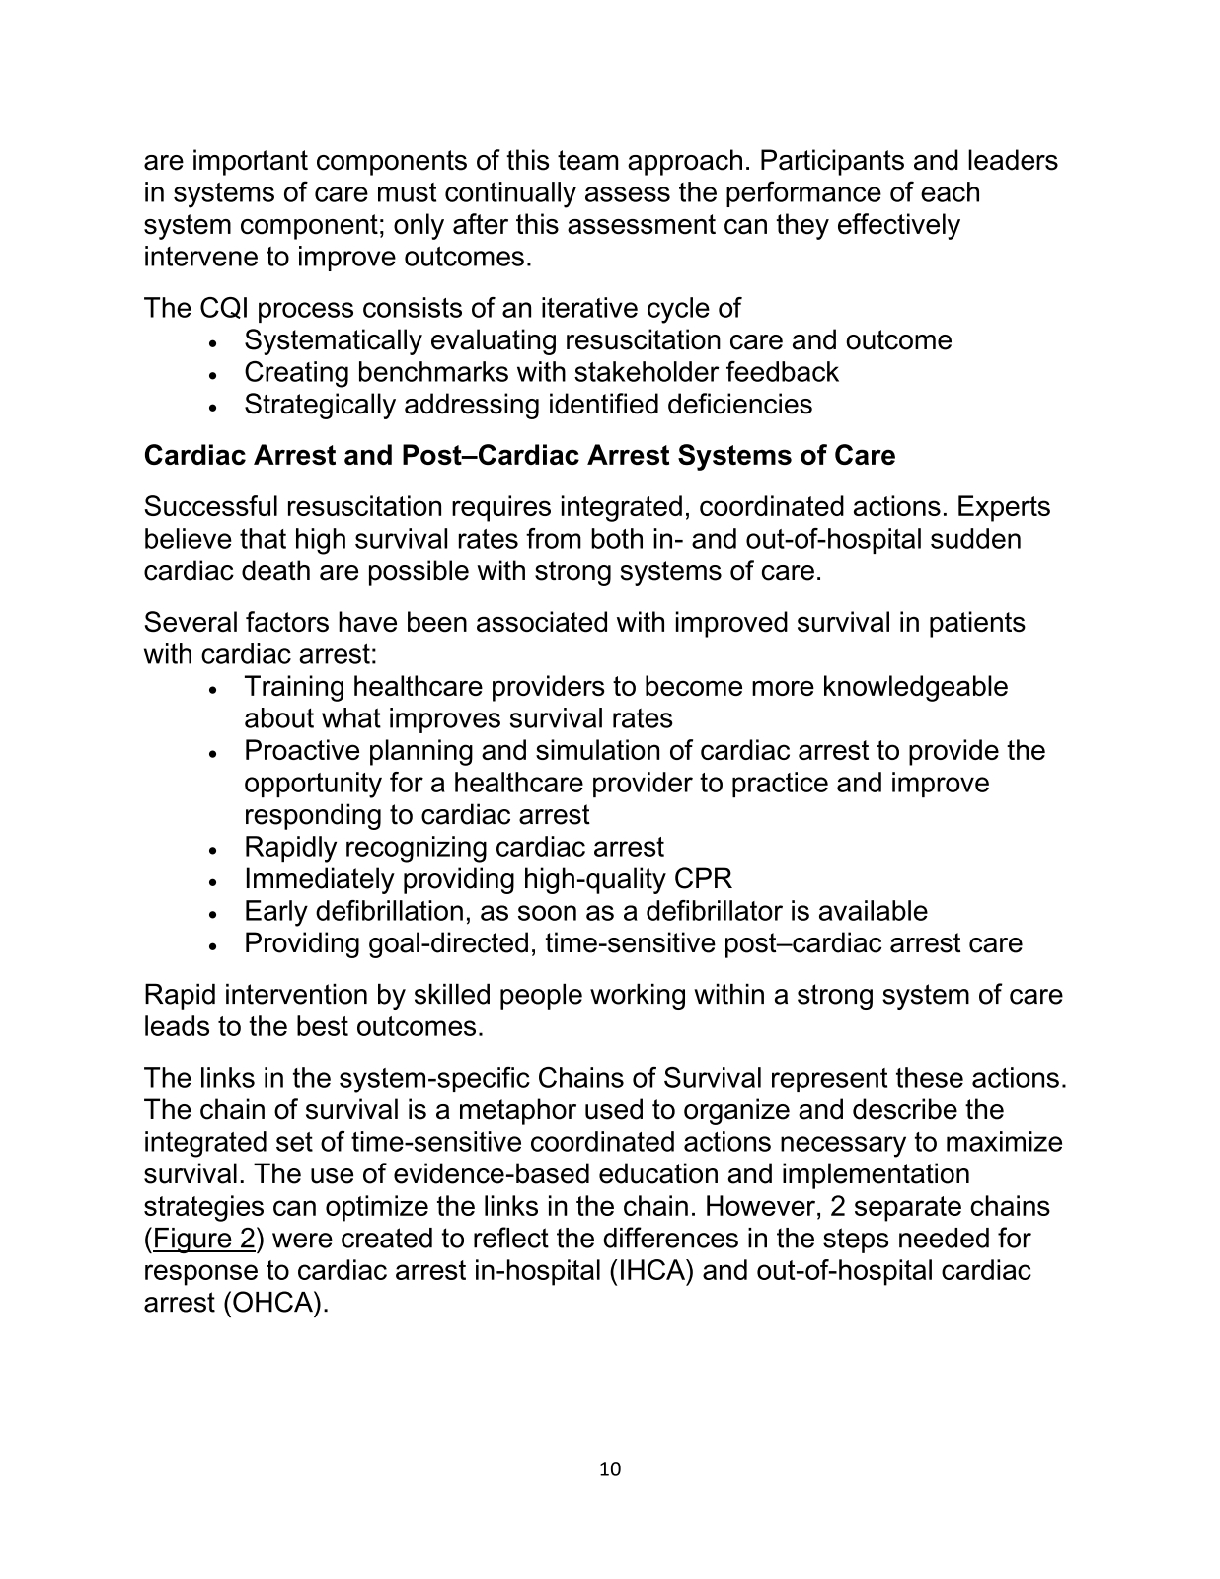 are important components of this team approach. Participants and leaders
in systems of care must continually assess the performance of each
system component; only after this assessment can they effectively
intervene to improve outcomes.
The CQI process consists of an iterative cycle of
• Systematically evaluating resuscitation care and outcome
• Creating benchmarks with stakeholder feedback
• Strategically addressing identified deficiencies
Cardiac Arrest and Post–Cardiac Arrest Systems of Care
Successful resuscitation requires integrated, coordinated actions. Experts
believe that high survival rates from both in- and out-of-hospital sudden
cardiac death are possible with strong systems of care.
Several factors have been associated with improved survival in patients
with cardiac arrest:
• Training healthcare providers to become more knowledgeable
about what improves survival rates
• Proactive planning and simulation of cardiac arrest to provide the
opportunity for a healthcare provider to practice and improve
responding to cardiac arrest
• Rapidly recognizing cardiac arrest
• Immediately providing high-quality CPR
• Early defibrillation, as soon as a defibrillator is available
• Providing goal-directed, time-sensitive post–cardiac arrest care
Rapid intervention by skilled people working within a strong system of care
leads to the best outcomes.
The links in the system-specific Chains of Survival represent these actions.
The chain of survival is a metaphor used to organize and describe the
integrated set of time-sensitive coordinated actions necessary to maximize
survival. The use of evidence-based education and implementation
strategies can optimize the links in the chain. However, 2 separate chains
(Figure 2) were created to reflect the differences in the steps needed for
response to cardiac arrest in-hospital (IHCA) and out-of-hospital cardiac
arrest (OHCA).
10